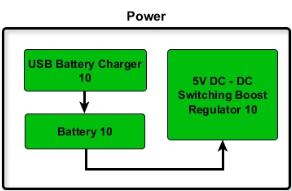 Power
USB Battery Charger
10
5V DC - DC
Switching Boost
Regulator 10
Battery 10